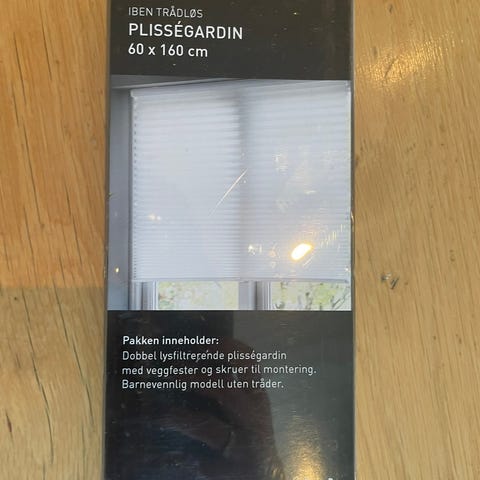 IBEN TRÅDLØS
PLISSÉGARDIN
60 x 160 cm
Pakken inneholder:
Dobbel lysfiltrerende plisségardin
med veggfester og skruer til montering.
Barnevennlig modell uten tråder.